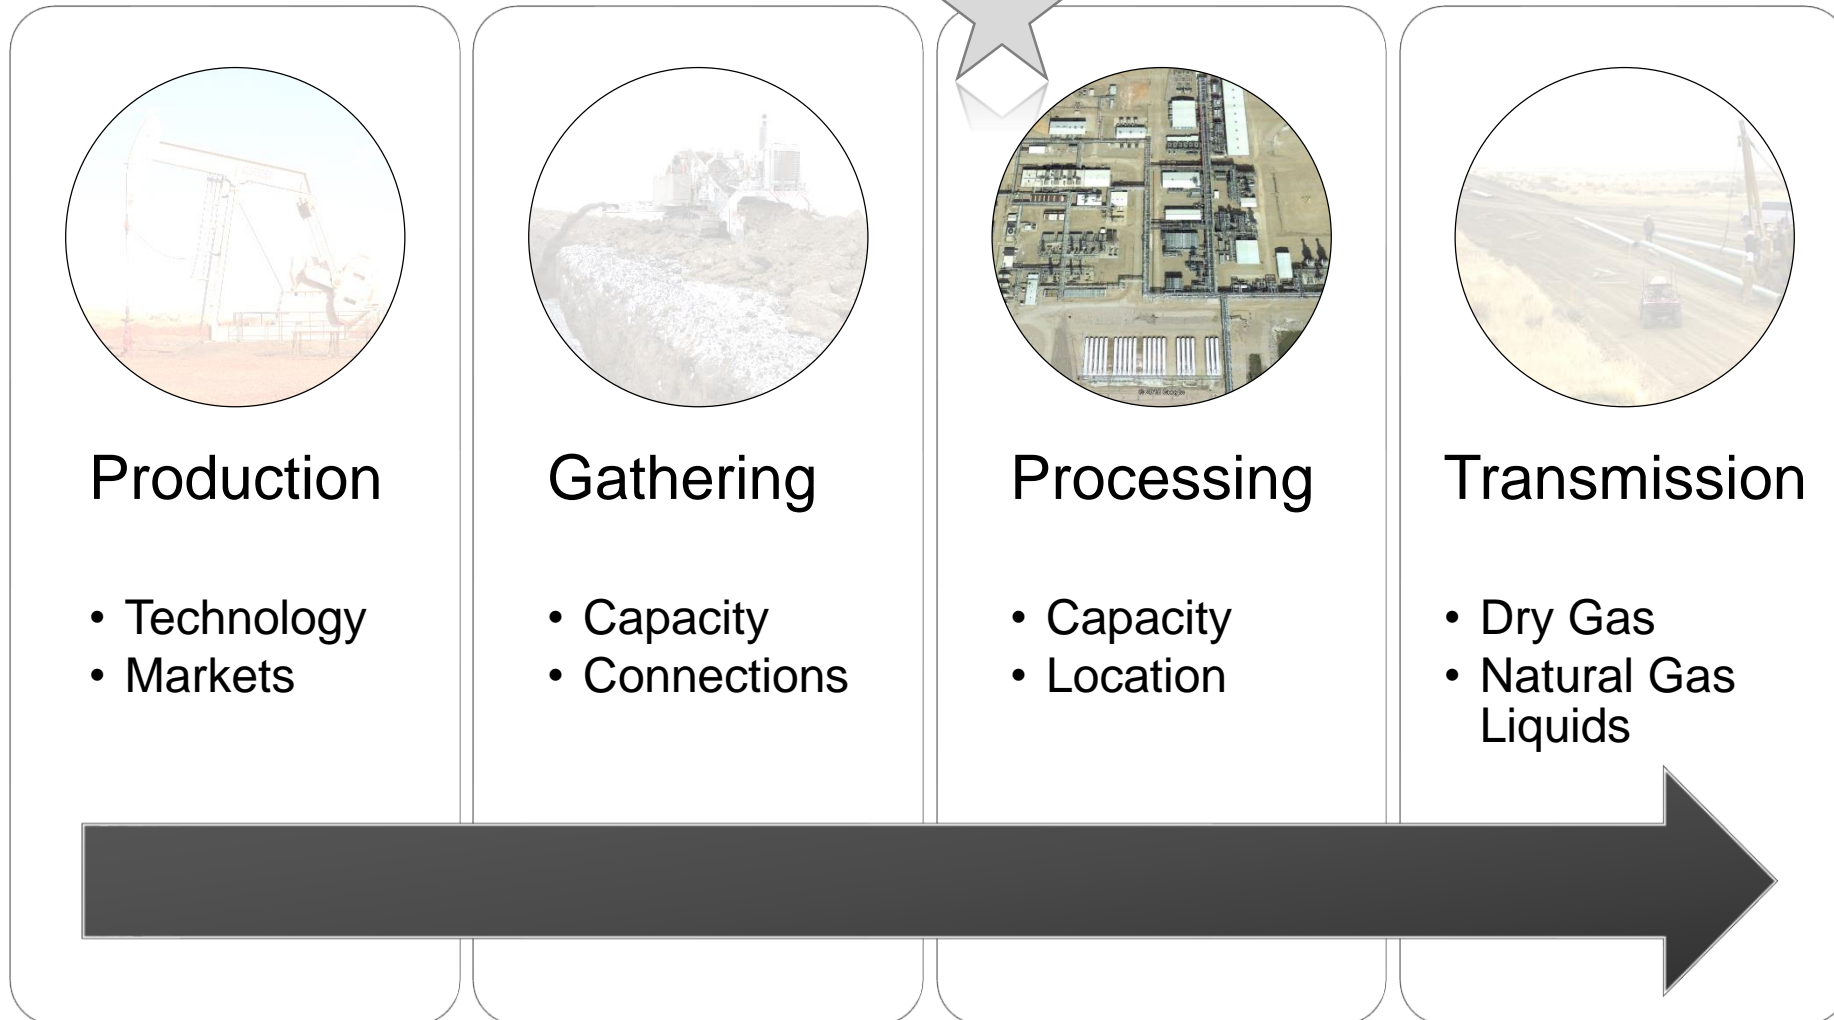 Production
• Technology
• Markets
Gathering
• Capacity
• Connections
Processing
• Capacity
• Location
Transmission
• Dry Gas
• Natural Gas
Liquids